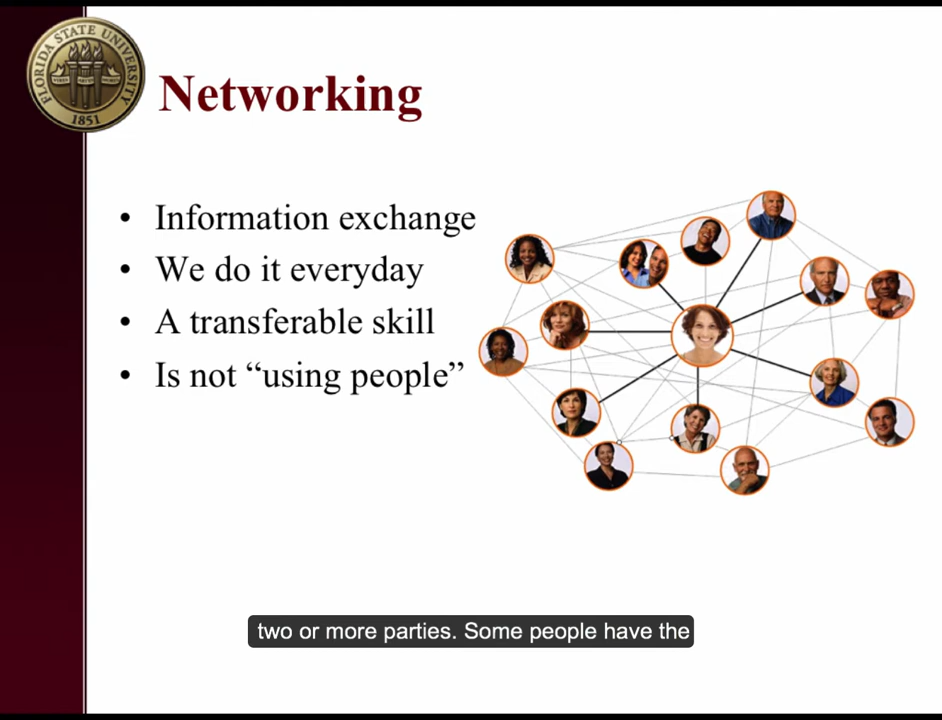 FLORIDA STATE UNIVERSITY
1851
Networking
• Information exchange
• We do it everyday
• A transferable skill
• Is not “using people”
two or more parties. Some people have the